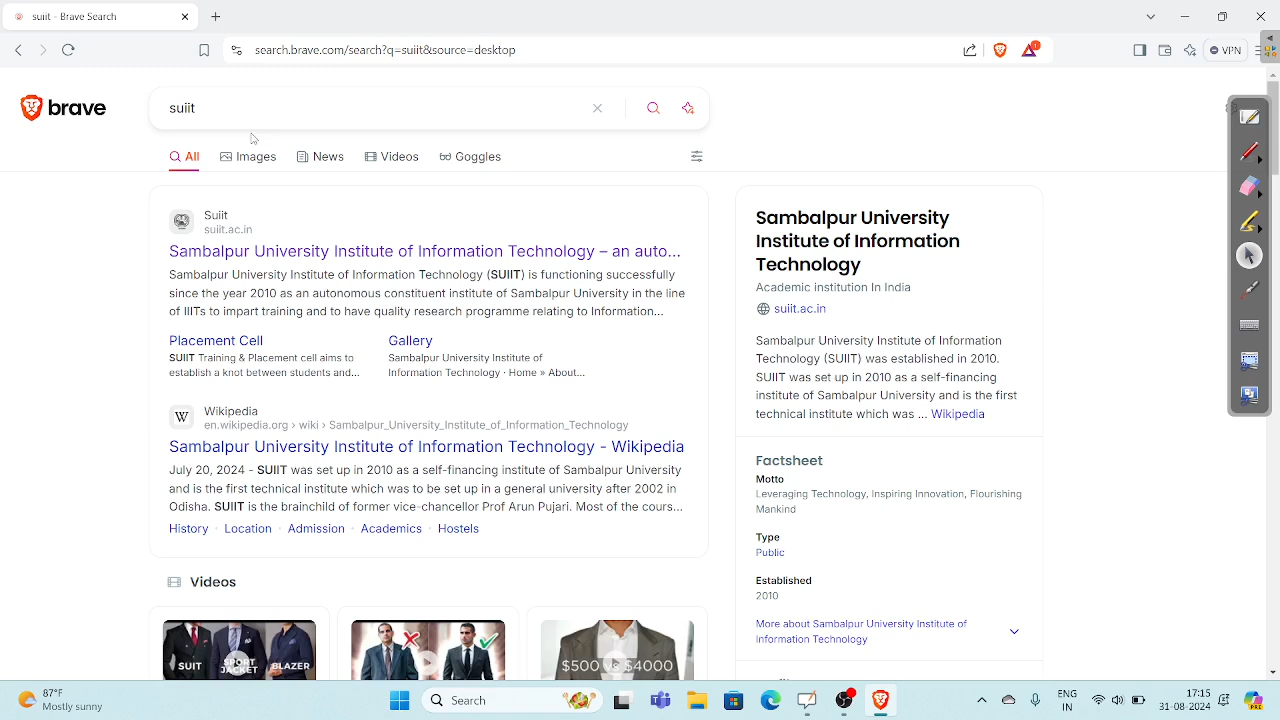 suiit - Brave Search
search.brave.com/search?q=suiit&source=desktop
1
VPN
brave
suiit
All
Images
News
Videos
Goggles
Suiit
suiit.ac.in
Sambalpur University Institute of Information Technology – an auto...
Sambalpur University Institute of Information Technology (SUIIT) is functioning successfully
since the year 2010 as an autonomous constituent institute of Sambalpur University in the line
of IIITs to impart training and to have quality research programme relating to Information...
Placement Cell
SUIIT Training & Placement cell aims to
establish a knot between students and...
Gallery
Sambalpur University Institute of
Information Technology · Home » About...
W
Wikipedia
en.wikipedia.org › wiki › Sambalpur_University_Institute_of_Information_Technology
Sambalpur University Institute of Information Technology - Wikipedia
July 20, 2024 - SUIIT was set up in 2010 as a self-financing institute of Sambalpur University
and is the first technical institute which was to be set up in a general university after 2002 in
Odisha. SUIIT is the brainchild of former vice-chancellor Prof Arun Pujari. Most of the cours...
History · Location · Admission · Academics · Hostels
Videos
SUIT
SPORT JACKET
BLAZER
$500 vs $4000
Sambalpur University
Institute of Information
Technology
Academic institution In India
suiit.ac.in
Sambalpur University Institute of Information
Technology (SUIIT) was established in 2010.
SUIIT was set up in 2010 as a self-financing
institute of Sambalpur University and is the first
technical institute which was ... Wikipedia
Factsheet
Motto
Leveraging Technology, Inspiring Innovation, Flourishing
Mankind
Type
Public
Established
2010
More about Sambalpur University Institute of
Information Technology
87°F
Mostly sunny
Search
ENG
IN
17:15
31-08-2024